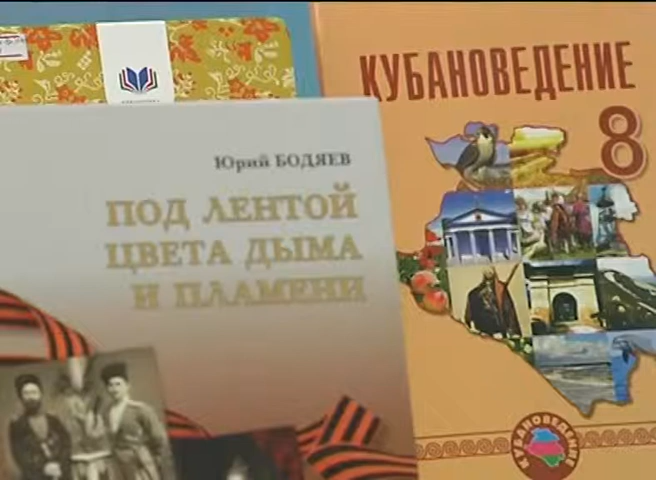 КУБАНОВЕДЕНИЕ
8
Юрий БОДЯЕВ
ПОД ЛЕНТОЙ
ЦВЕТА ДЫМА
И ПЛАМЕНИ
КУБАНОВЕДЕНИЕ